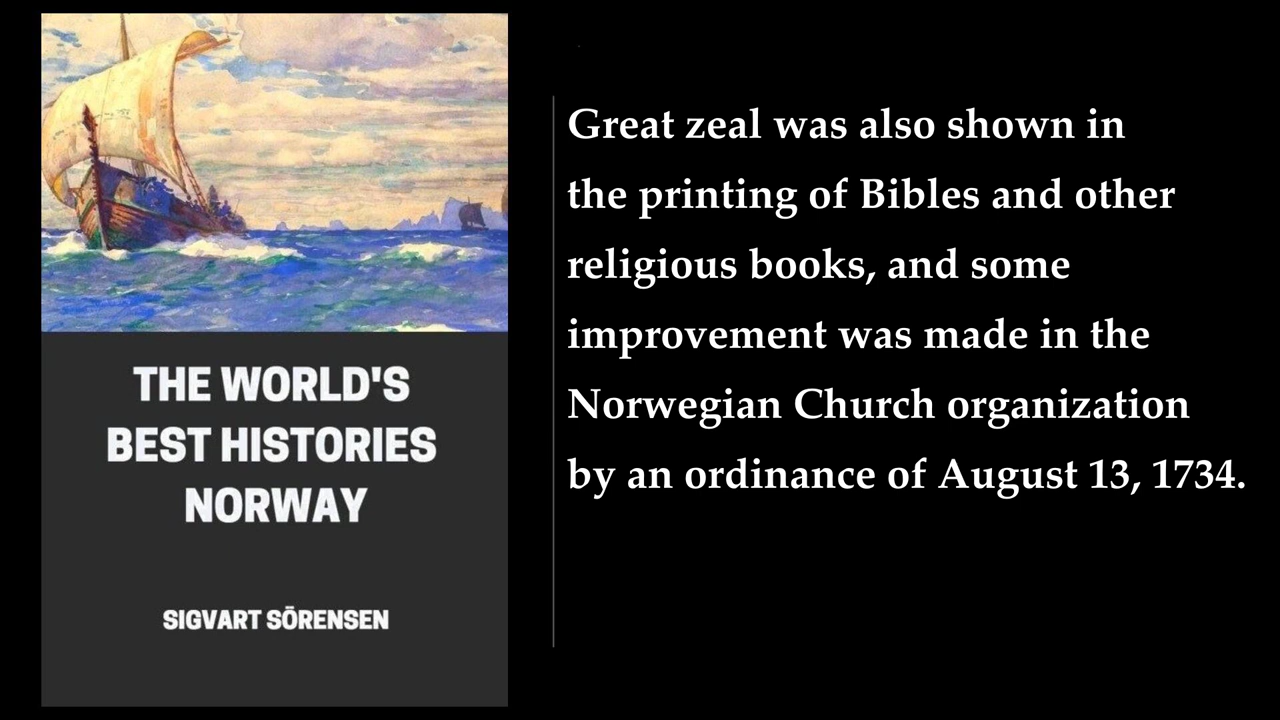 THE WORLD'S
BEST HISTORIES
NORWAY
SIGVART SÖRENSEN
Great zeal was also shown in
the printing of Bibles and other
religious books, and some
improvement was made in the
Norwegian Church organization
by an ordinance of August 13, 1734.